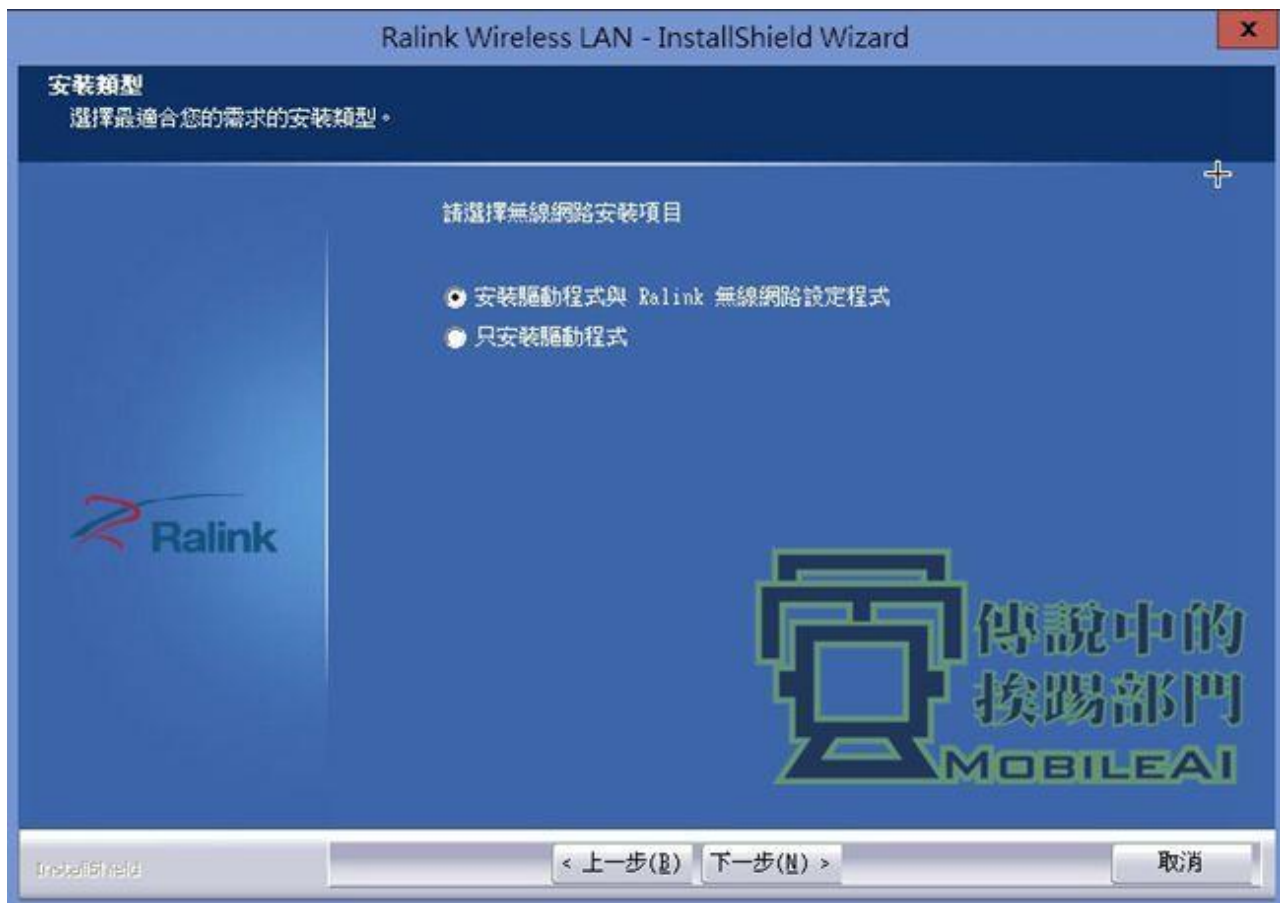 Ralink Wireless LAN - InstallShield Wizard
x
安裝類型
選擇最適合您的需求的安裝類型。
請選擇無線網路安裝項目
安裝驅動程式與 Ralink 無線網路設定程式
只安裝驅動程式
Ralink
傳說中的
挨踢部門
MOBILEAI
InstallShield
< 上一步(B) 下一步(N) > 取消